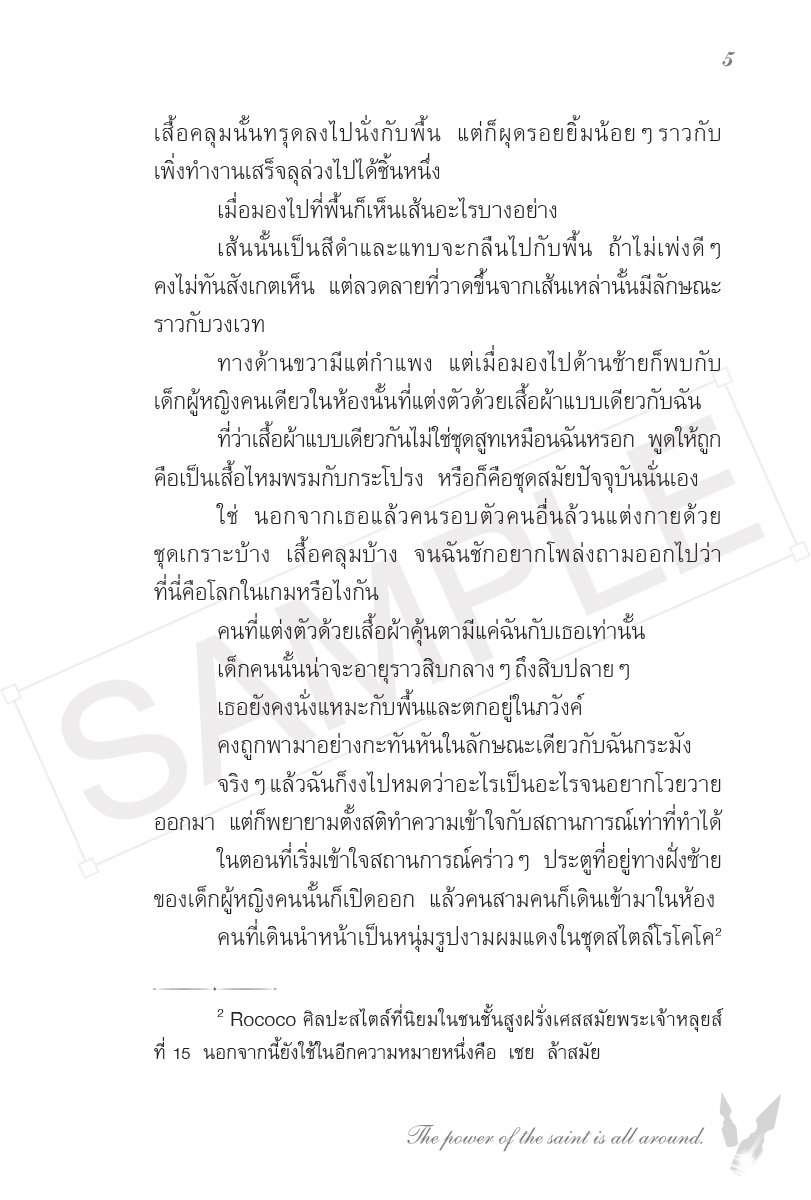 5
เสื้อคลุมนั้นทรุดลงไปนั่งกับพื้น แต่ก็ผุดรอยยิ้มน้อย ๆ ราวกับ
เพิ่งทำงานเสร็จลุล่วงไปได้ชิ้นหนึ่ง
เมื่อมองไปที่พื้นก็เห็นเส้นอะไรบางอย่าง
เส้นนั้นเป็นสีดำและแทบจะกลืนไปกับพื้น ถ้าไม่เพ่งดี ๆ
คงไม่ทันสังเกตเห็น แต่ลวดลายที่วาดขึ้นจากเส้นเหล่านั้นมีลักษณะ
ราวกับวงเวท
ทางด้านขวามีแต่กำแพง แต่เมื่อมองไปด้านซ้ายก็พบกับ
เด็กผู้หญิงคนเดียวในห้องนั้นที่แต่งตัวด้วยเสื้อผ้าแบบเดียวกับฉัน
ที่ว่าเสื้อผ้าแบบเดียวกันไม่ใช่ชุดสูทเหมือนฉันหรอก พูดให้ถูก
คือเป็นเสื้อไหมพรมกับกระโปรง หรือก็คือชุดสมัยปัจจุบันนั่นเอง
ใช่ นอกจากเธอแล้วคนรอบตัวคนอื่นล้วนแต่งกายด้วย
ชุดเกราะบ้าง เสื้อคลุมบ้าง จนฉันชักอยากโพล่งถามออกไปว่า
ที่นี่คือโลกในเกมหรือไงกัน
คนที่แต่งตัวด้วยเสื้อผ้าคุ้นตามีแค่ฉันกับเธอเท่านั้น
เด็กคนนั้นน่าจะอายุราวสิบกลาง ๆ ถึงสิบปลาย ๆ
เธอยังคงนั่งแหมะกับพื้นและตกอยู่ในภวังค์
คงถูกพามาอย่างกะทันหันในลักษณะเดียวกับฉันกระมัง
จริง ๆ แล้วฉันก็งงไปหมดว่าอะไรเป็นอะไรจนอยากโวยวาย
ออกมา แต่ก็พยายามตั้งสติทำความเข้าใจกับสถานการณ์เท่าที่ทำได้
ในตอนที่เริ่มเข้าใจสถานการณ์คร่าว ๆ ประตูที่อยู่ทางฝั่งซ้าย
ของเด็กผู้หญิงคนนั้นก็เปิดออก แล้วคนสามคนก็เดินเข้ามาในห้อง
คนที่เดินนำหน้าเป็นหนุ่มรูปงามผมแดงในชุดสไตล์โรโคโค²
² Rococo ศิลปะสไตล์ที่นิยมในชนชั้นสูงฝรั่งเศสสมัยพระเจ้าหลุยส์
ที่ 15 นอกจากนี้ยังใช้ในอีกความหมายหนึ่งคือ เชย ล้าสมัย
The power of the saint is all around.
SAMPLE